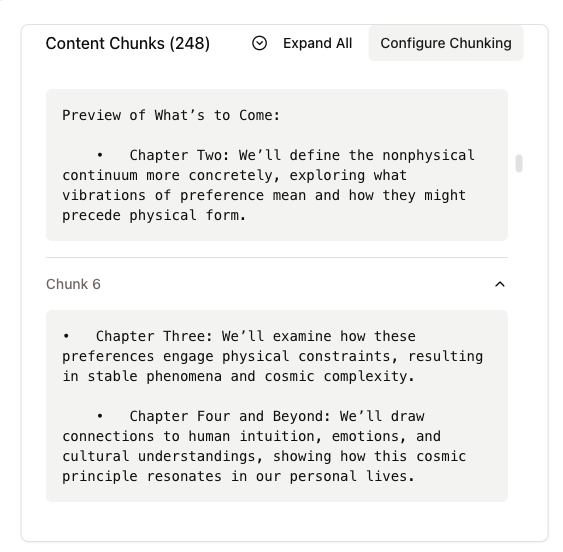 Content Chunks (248)
Expand All
Configure Chunking
Preview of What’s to Come:
•   Chapter Two: We’ll define the nonphysical
continuum more concretely, exploring what
vibrations of preference mean and how they might
precede physical form.
Chunk 6
•   Chapter Three: We’ll examine how these
preferences engage physical constraints, resulting
in stable phenomena and cosmic complexity.
•   Chapter Four and Beyond: We’ll draw
connections to human intuition, emotions, and
cultural understandings, showing how this cosmic
principle resonates in our personal lives.